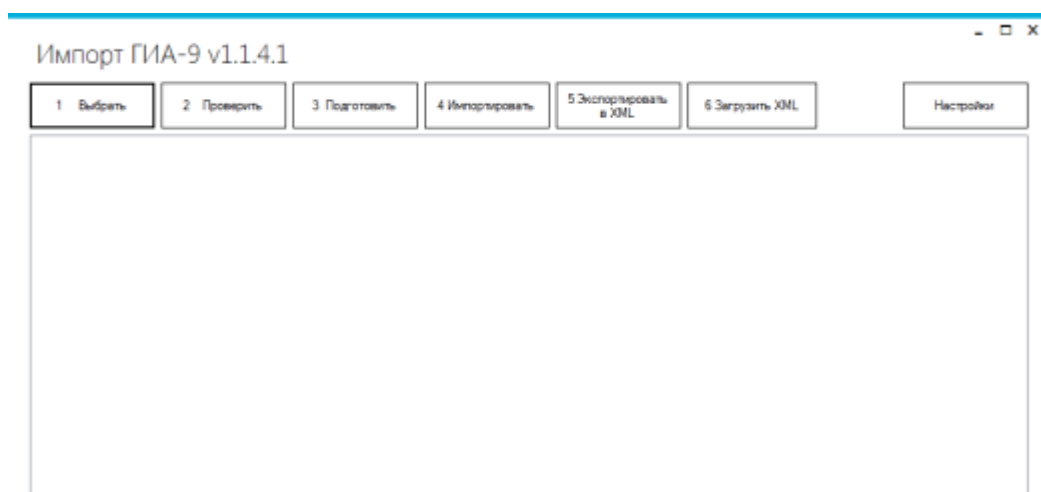 Импорт ГИА-9 v1.1.4.1
1 Выбрать
2 Проверить
3 Подготовить
4 Импортировать
5 Экспортировать
в XML
6 Загрузить XML
Настройки